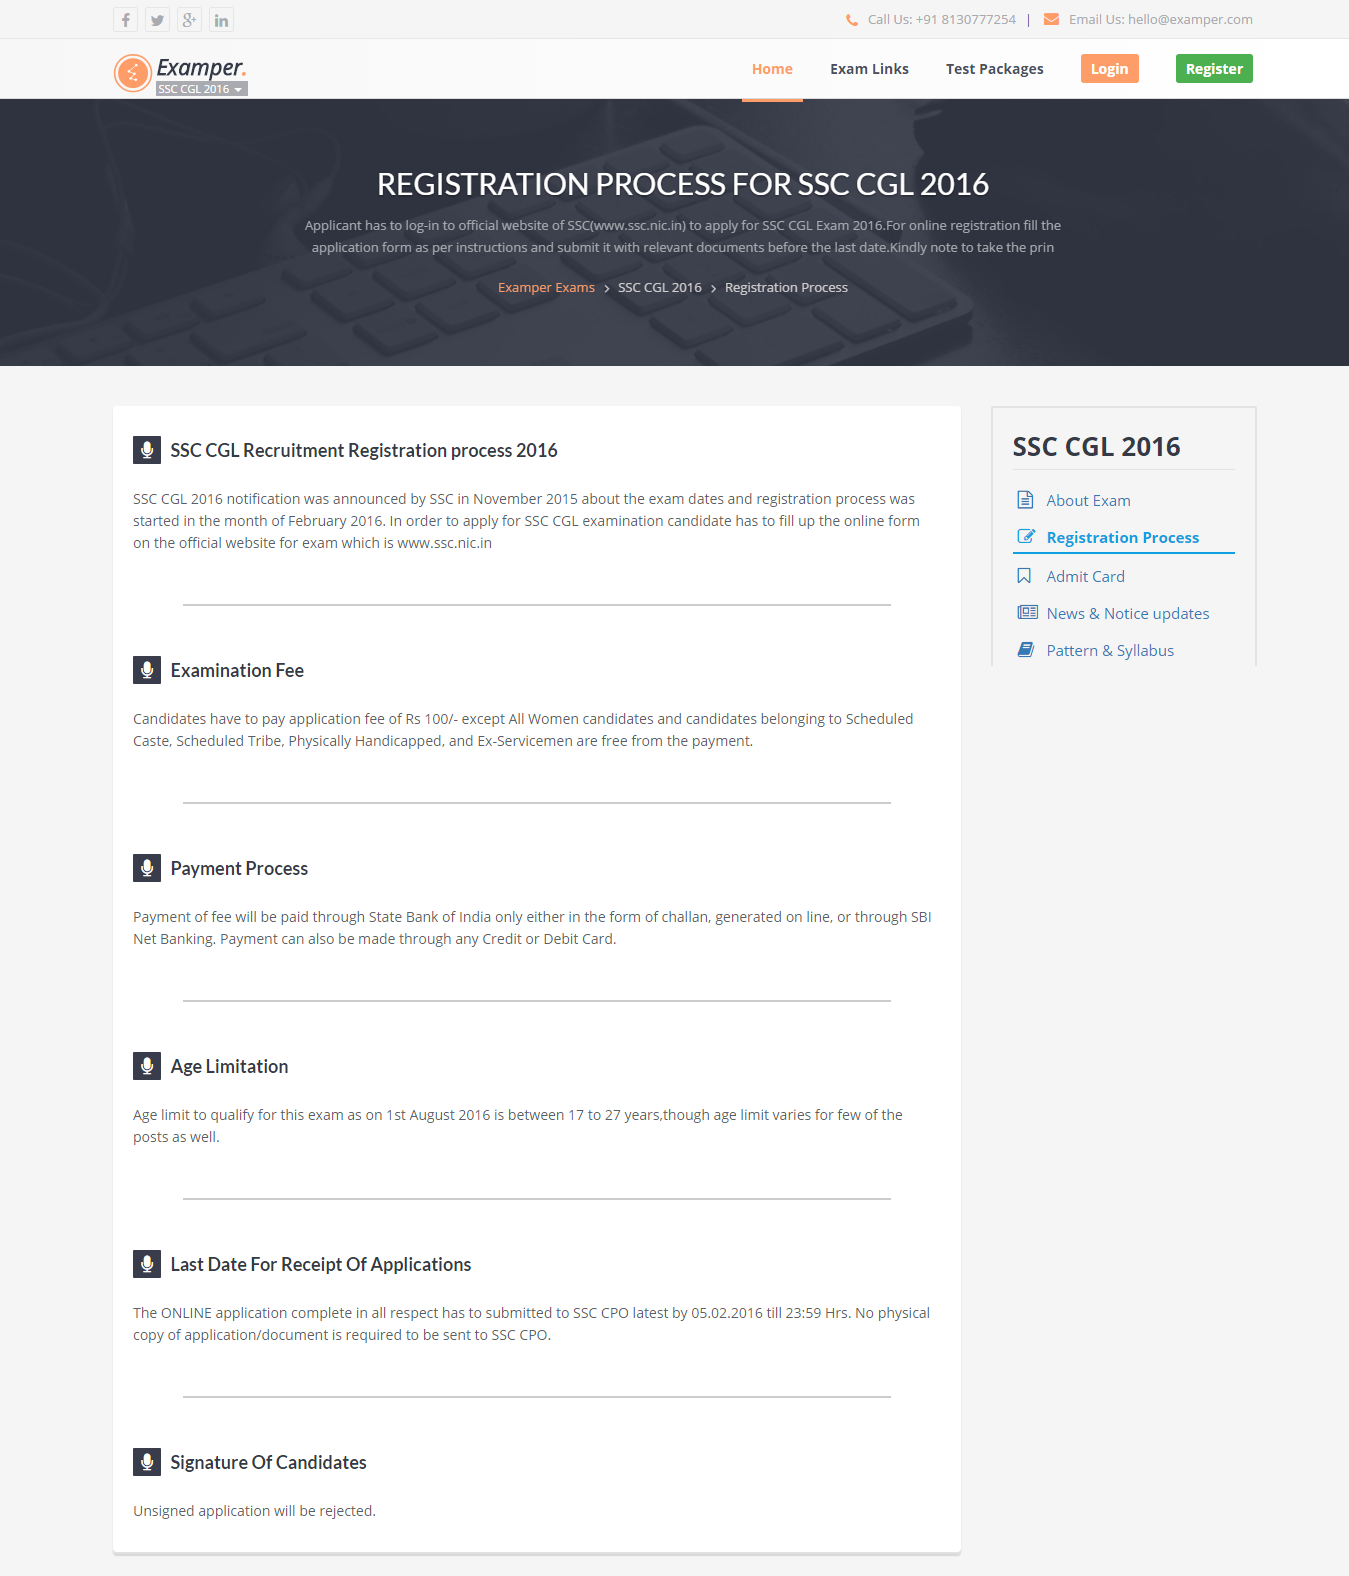 Call Us: +91 8130777254 | Email Us: hello@examper.com
Examper.
SSC CGL 2016
Home
Exam Links
Test Packages
Login
Register
REGISTRATION PROCESS FOR SSC CGL 2016
Applicant has to log-in to official website of SSC(www.ssc.nic.in) to apply for SSC CGL Exam 2016.For online registration fill the
application form as per instructions and submit it with relevant documents before the last date.Kindly note to take the prin
Examper Exams > SSC CGL 2016 > Registration Process
SSC CGL Recruitment Registration process 2016
SSC CGL 2016 notification was announced by SSC in November 2015 about the exam dates and registration process was
started in the month of February 2016. In order to apply for SSC CGL examination candidate has to fill up the online form
on the official website for exam which is www.ssc.nic.in
Examination Fee
Candidates have to pay application fee of Rs 100/- except All Women candidates and candidates belonging to Scheduled
Caste, Scheduled Tribe, Physically Handicapped, and Ex-Servicemen are free from the payment.
Payment Process
Payment of fee will be paid through State Bank of India only either in the form of challan, generated on line, or through SBI
Net Banking. Payment can also be made through any Credit or Debit Card.
Age Limitation
Age limit to qualify for this exam as on 1st August 2016 is between 17 to 27 years,though age limit varies for few of the
posts as well.
Last Date For Receipt Of Applications
The ONLINE application complete in all respect has to submitted to SSC CPO latest by 05.02.2016 till 23:59 Hrs. No physical
copy of application/document is required to be sent to SSC CPO.
Signature Of Candidates
Unsigned application will be rejected.
SSC CGL 2016
About Exam
Registration Process
Admit Card
News & Notice updates
Pattern & Syllabus